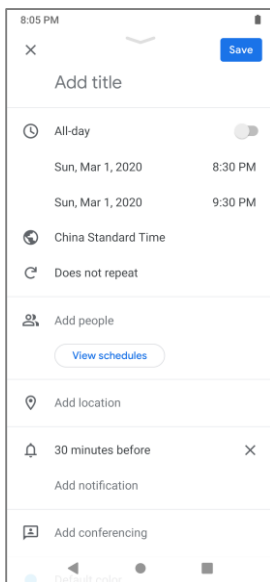 8:05 PM
Save
Add title
All-day
Sun, Mar 1, 2020 8:30 PM
Sun, Mar 1, 2020 9:30 PM
China Standard Time
Does not repeat
Add people
View schedules
Add location
30 minutes before
Add notification
Add conferencing
Default color